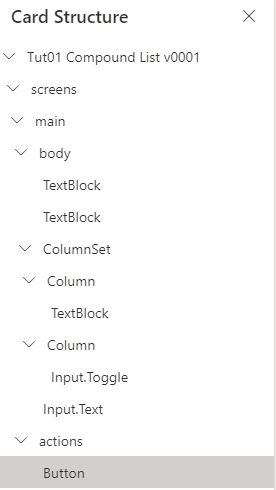 Card Structure
Tut01 Compound List v0001
screens
main
body
TextBlock
TextBlock
ColumnSet
Column
TextBlock
Column
Input.Toggle
Input.Text
actions
Button